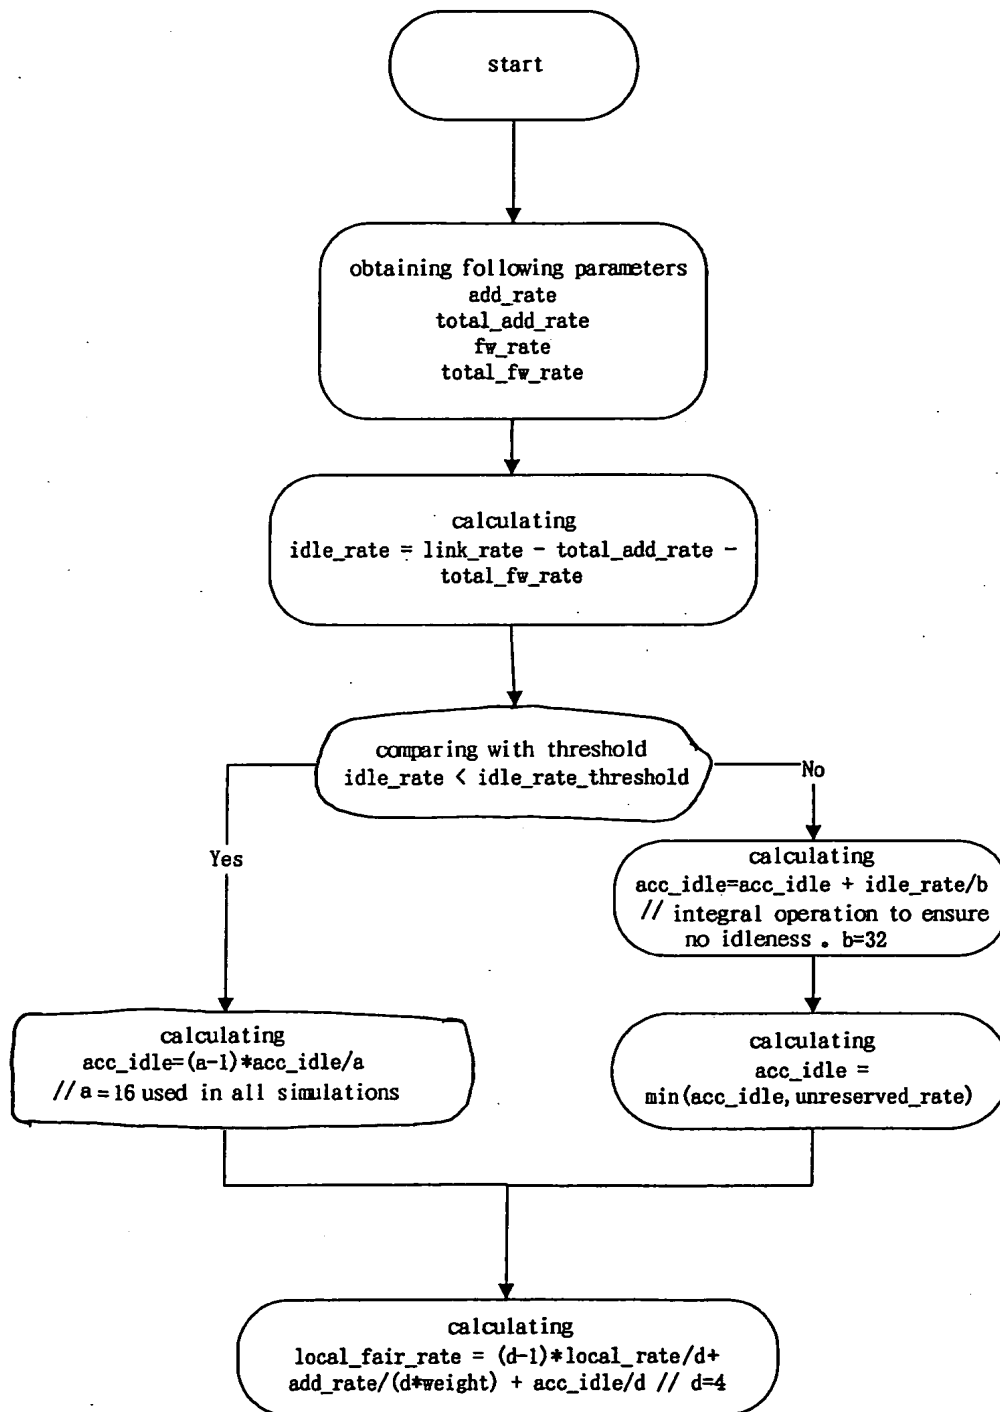 start
obtaining following parameters
add_rate
total_add_rate
fw_rate
total_fw_rate
calculating
idle_rate = link_rate - total_add_rate -
total_fw_rate
comparing with threshold
idle_rate < idle_rate_threshold
No
Yes
calculating
acc_idle=acc_idle + idle_rate/b
// integral operation to ensure
no idleness . b=32
calculating
acc_idle=(a-1)*acc_idle/a
// a = 16 used in all simulations
calculating
acc_idle =
min(acc_idle, unreserved_rate)
calculating
local_fair_rate = (d-1)*local_rate/d+
add_rate/(d*weight) + acc_idle/d // d=4